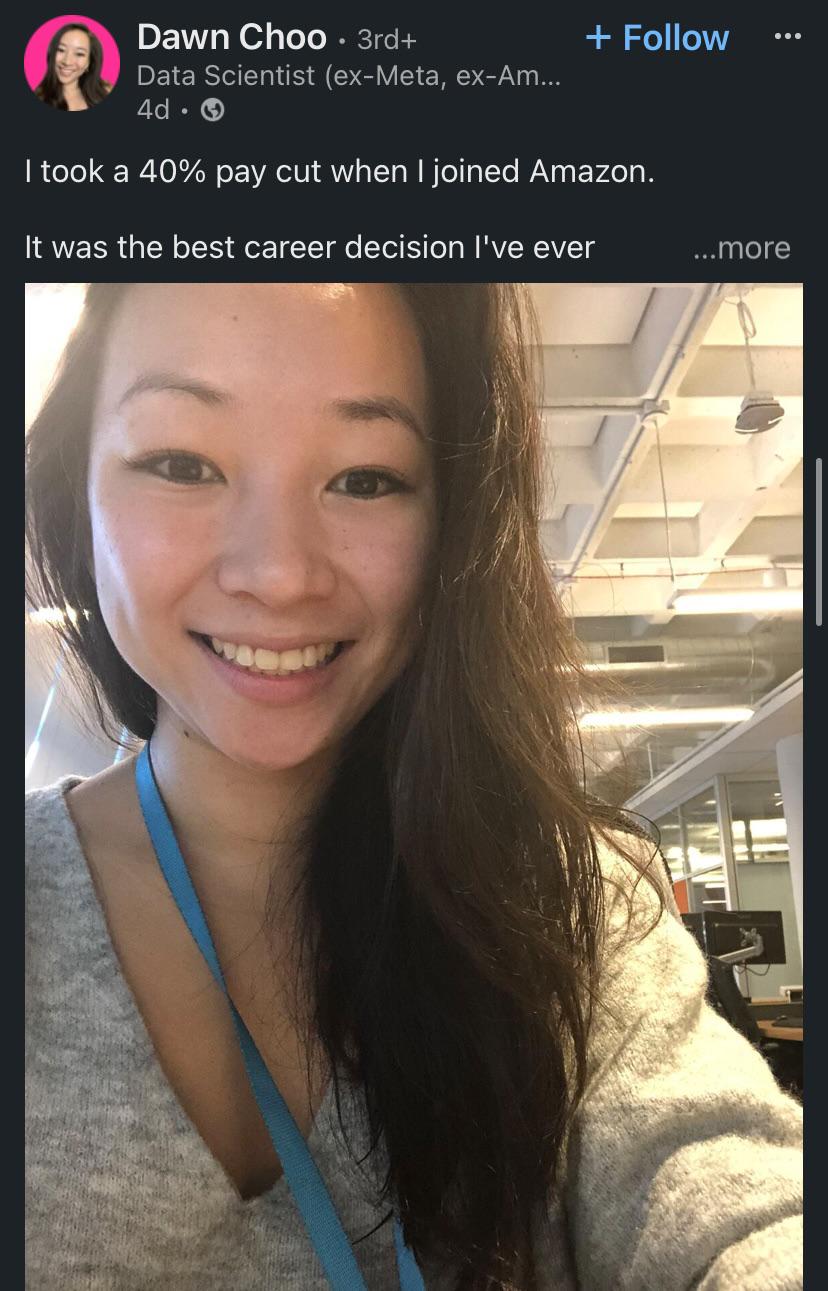 Dawn Choo • 3rd+
+ Follow
Data Scientist (ex-Meta, ex-Am...
4d •
I took a 40% pay cut when I joined Amazon.
It was the best career decision I've ever ...more